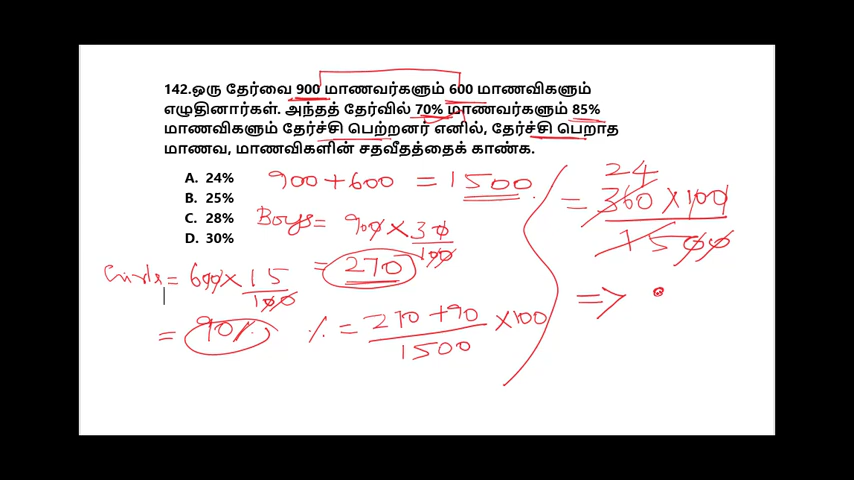 142.ஒரு தேர்வை 900 மாணவர்களும் 600 மாணவிகளும்
எழுதினார்கள். அந்தத் தேர்வில் 70% மாணவர்களும் 85%
மாணவிகளும் தேர்ச்சி பெற்றனர் எனில், தேர்ச்சி பெறாத
மாணவ, மாணவிகளின் சதவீதத்தைக் காண்க.
A. 24%
B. 25%
C. 28%
D. 30%
900 + 600 = 1500
Boys = 900 × 30/100
= 270
Girls = 600 × 15/100
= 90%
% = 270 + 90/1500 × 100
24
= 360 × 100/1500
=>